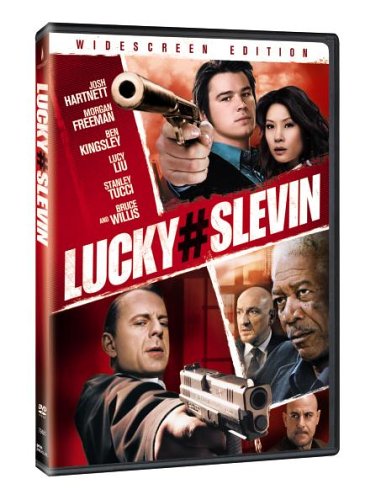 WIDESCREEN EDITION
JOSH
HARTNETT
MORGAN
FREEMAN
BEN
KINGSLEY
LUCY
LIU
STANLEY
TUCCI
AND BRUCE
WILLIS
LUCKY#SLEVIN
LUCKY#SLEVIN
DVD